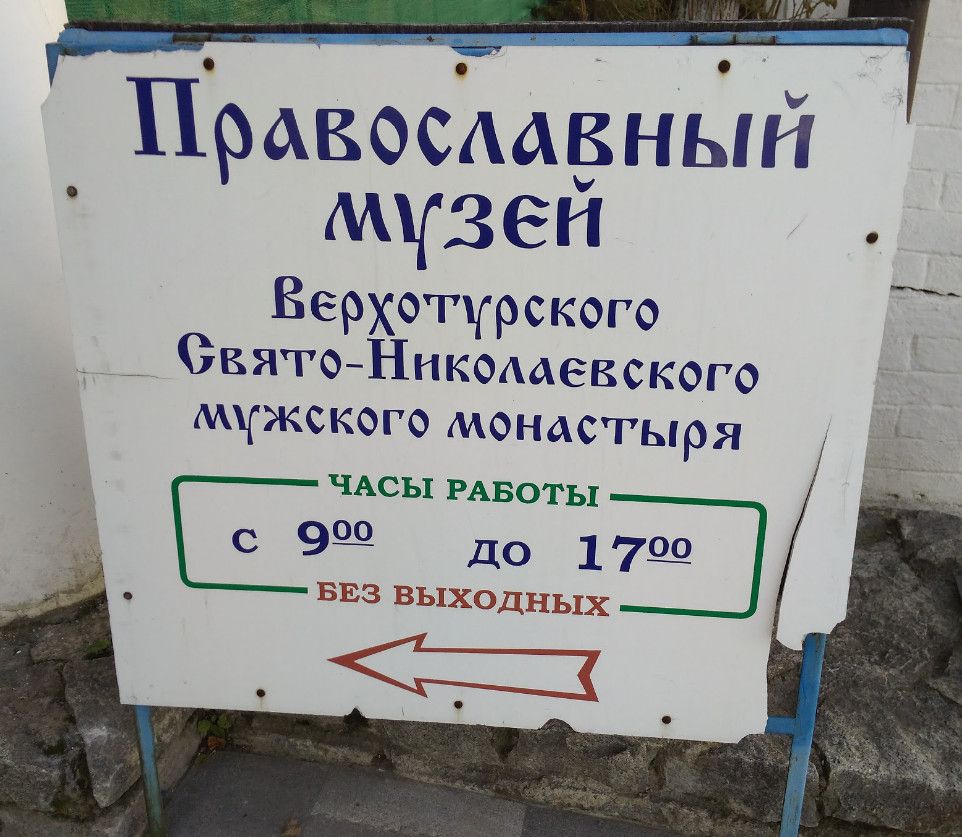 Православный
музей
Верхотурского
Свято-Николаевского
мужского монастыря
ЧАСЫ РАБОТЫ
с 9⁰⁰ до 17⁰⁰
БЕЗ ВЫХОДНЫХ